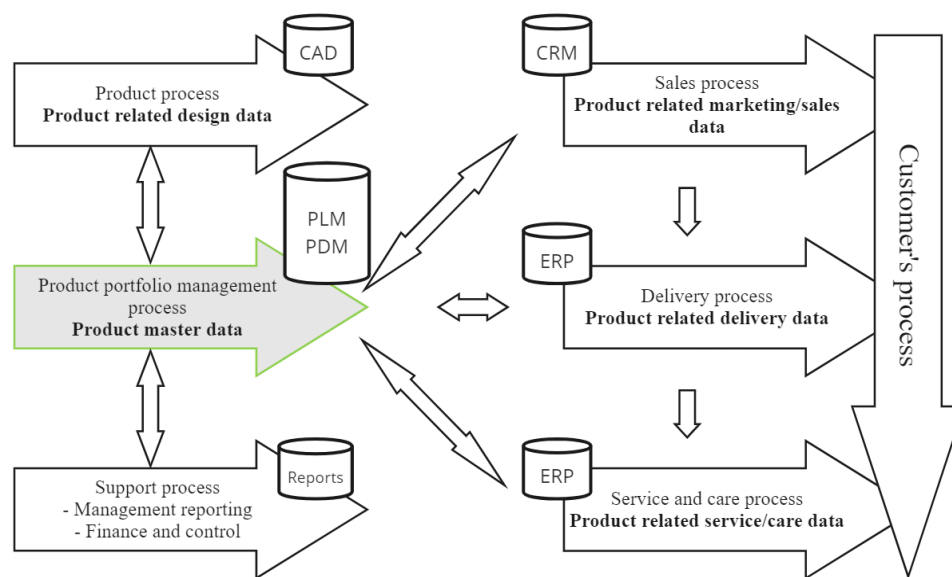 CAD
Product process
Product related design data
PLM
PDM
Product portfolio management
process
Product master data
Reports
Support process
- Management reporting
- Finance and control
CRM
Sales process
Product related marketing/sales
data
ERP
Delivery process
Product related delivery data
ERP
Service and care process
Product related service/care data
Customer's process